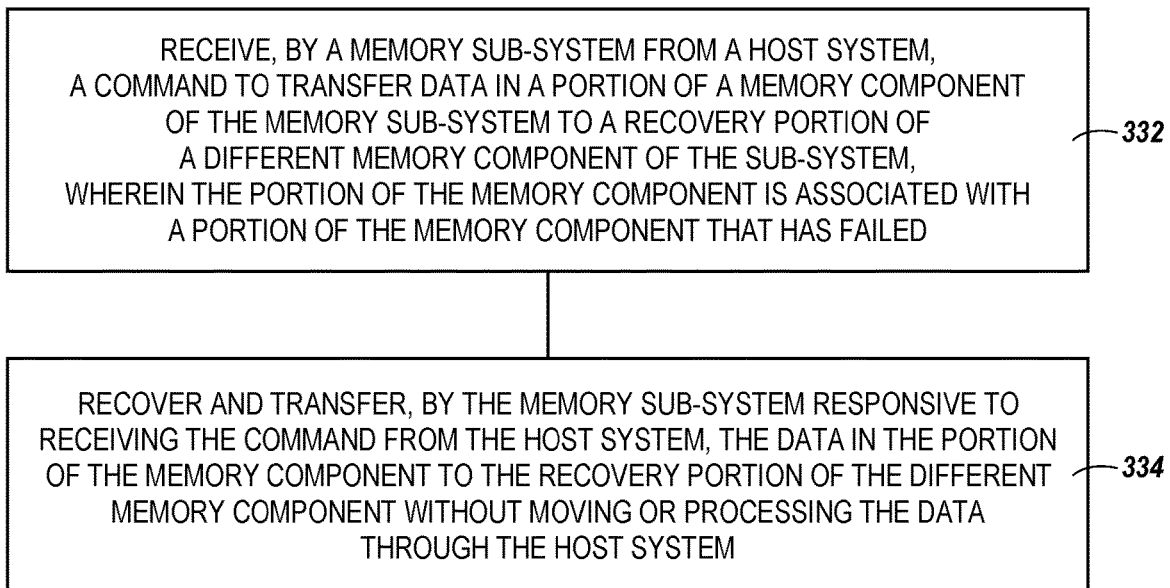 RECEIVE, BY A MEMORY SUB-SYSTEM FROM A HOST SYSTEM,
A COMMAND TO TRANSFER DATA IN A PORTION OF A MEMORY COMPONENT
OF THE MEMORY SUB-SYSTEM TO A RECOVERY PORTION OF
A DIFFERENT MEMORY COMPONENT OF THE SUB-SYSTEM,
WHEREIN THE PORTION OF THE MEMORY COMPONENT IS ASSOCIATED WITH
A PORTION OF THE MEMORY COMPONENT THAT HAS FAILED
332
RECOVER AND TRANSFER, BY THE MEMORY SUB-SYSTEM RESPONSIVE TO
RECEIVING THE COMMAND FROM THE HOST SYSTEM, THE DATA IN THE PORTION
OF THE MEMORY COMPONENT TO THE RECOVERY PORTION OF THE DIFFERENT
MEMORY COMPONENT WITHOUT MOVING OR PROCESSING THE DATA
THROUGH THE HOST SYSTEM
334